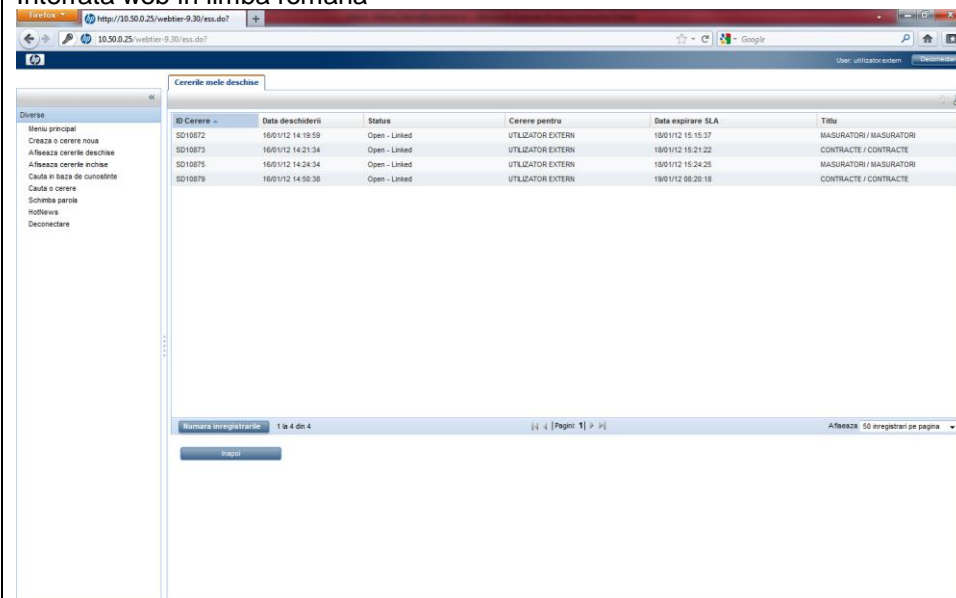 Interfata web in limba romana
Firefox
http://10.50.0.25/webtier-9.30/ess.do?
10.50.0.25/webtier-9.30/ess.do?
Google
hp
User: utilizator.extern
Deconectare
Cererile mele deschise
Diverse
Meniu principal
Creaza o cerere noua
Afiseaza cererile deschise
Afiseaza cererile inchise
Cauta in baza de cunostinte
Cauta o cerere
Schimba parola
HotNews
Deconectare
ID Cerere Data deschiderii Status Cerere pentru Data expirare SLA Titlu
SD10872 16/01/12 14:19:59 Open - Linked UTILIZATOR EXTERN 18/01/12 15:15:37 MASURATORI / MASURATORI
SD10873 16/01/12 14:21:34 Open - Linked UTILIZATOR EXTERN 18/01/12 15:21:22 CONTRACTE / CONTRACTE
SD10875 16/01/12 14:24:34 Open - Linked UTILIZATOR EXTERN 18/01/12 15:24:25 MASURATORI / MASURATORI
SD10879 16/01/12 14:50:38 Open - Linked UTILIZATOR EXTERN 19/01/12 08:20:18 CONTRACTE / CONTRACTE
Numara inregistrarile 1 la 4 din 4 |Pagini: 1| Afiseaza 50 inregistrari pe pagina
Inapoi